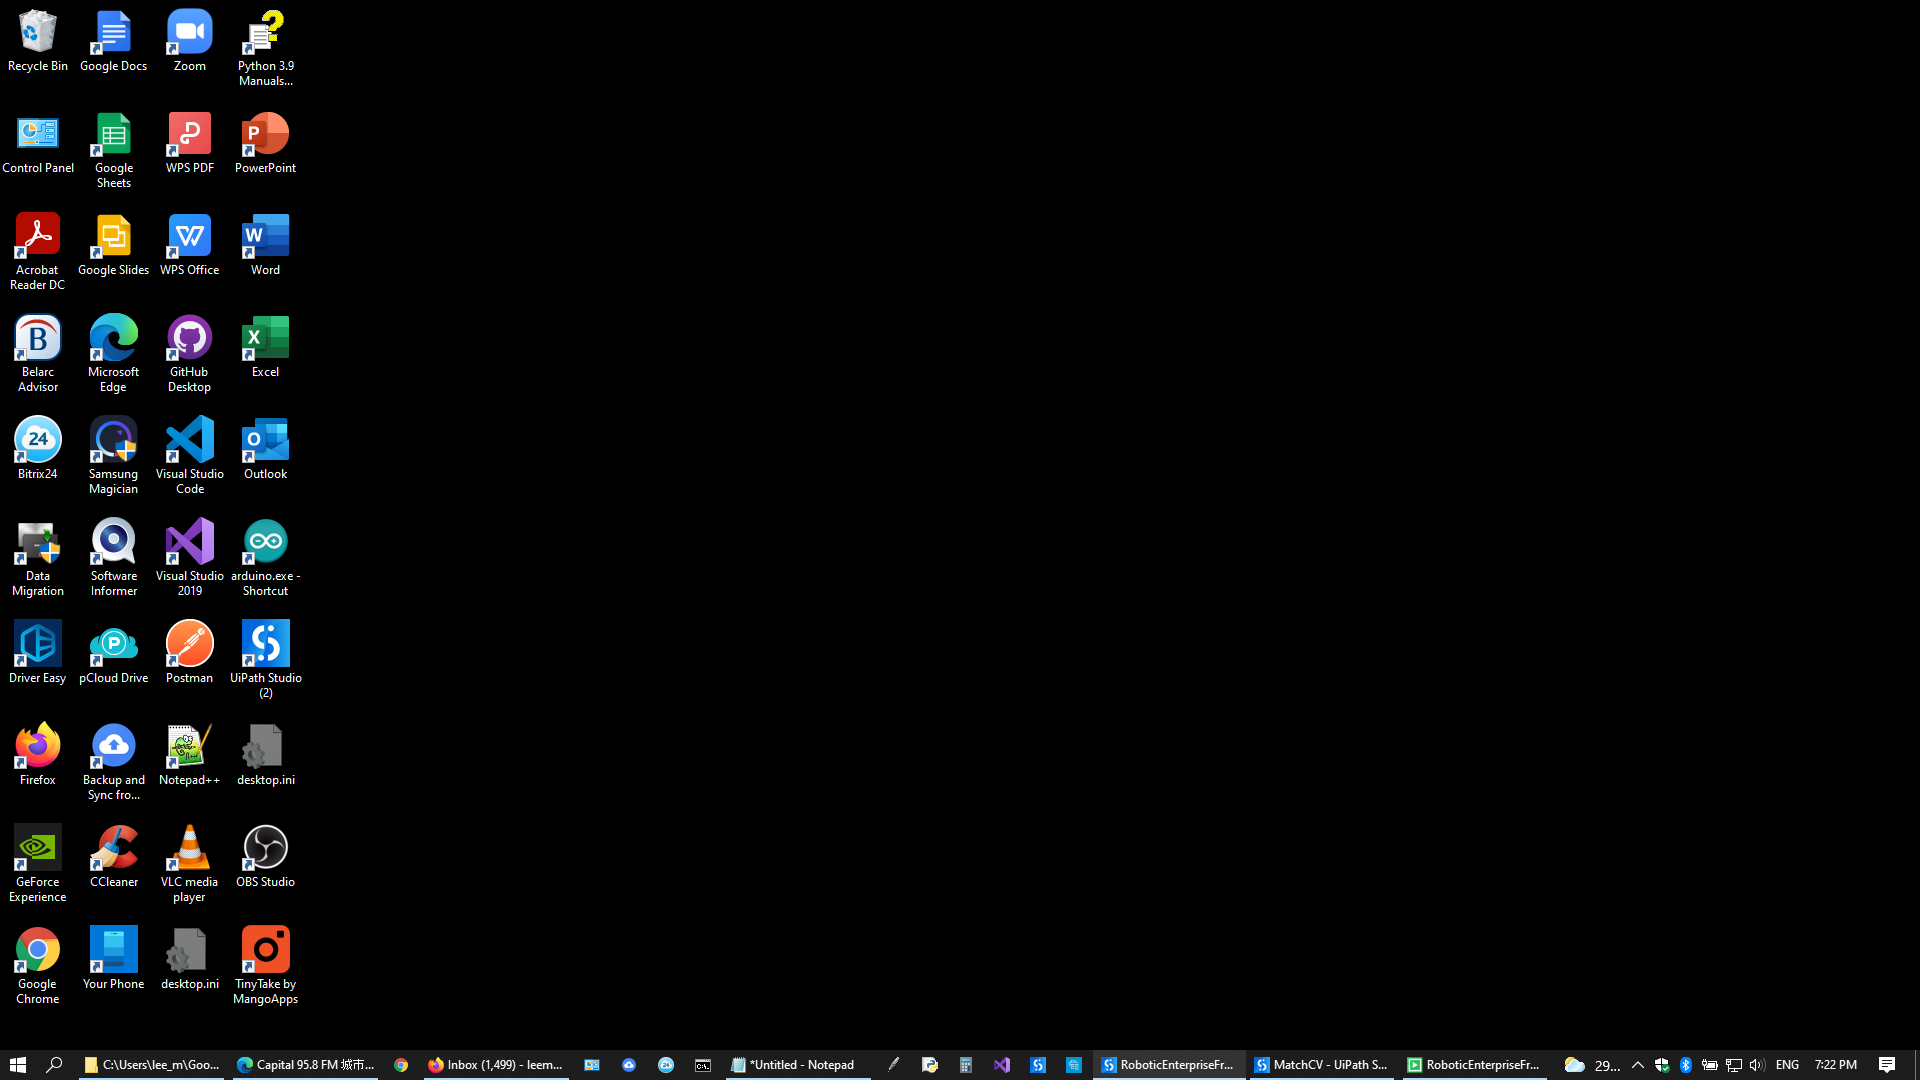 Recycle Bin
Google Docs
Zoom
Python 3.9
Manuals...
Control Panel
Google
Sheets
WPS PDF
PowerPoint
Acrobat
Reader DC
Google Slides
WPS Office
Word
Belarc
Advisor
Microsoft
Edge
GitHub
Desktop
Excel
24
Bitrix24
Samsung
Magician
Visual Studio
Code
Outlook
Data
Migration
Software
Informer
Visual Studio
2019
arduino.exe -
Shortcut
Driver Easy
pCloud Drive
Postman
UiPath Studio
(2)
Firefox
Backup and
Sync fro...
Notepad++
desktop.ini
GeForce
Experience
CCleaner
VLC media
player
OBS Studio
Google
Chrome
Your Phone
desktop.ini
TinyTake by
MangoApps
C:\Users\lee_m\Goo...
Capital 95.8 FM 城市...
Inbox (1,499) - leem...
*Untitled - Notepad
RoboticEnterpriseFr...
MatchCV - UiPath S...
RoboticEnterpriseFr...
29...
ENG
7:22 PM